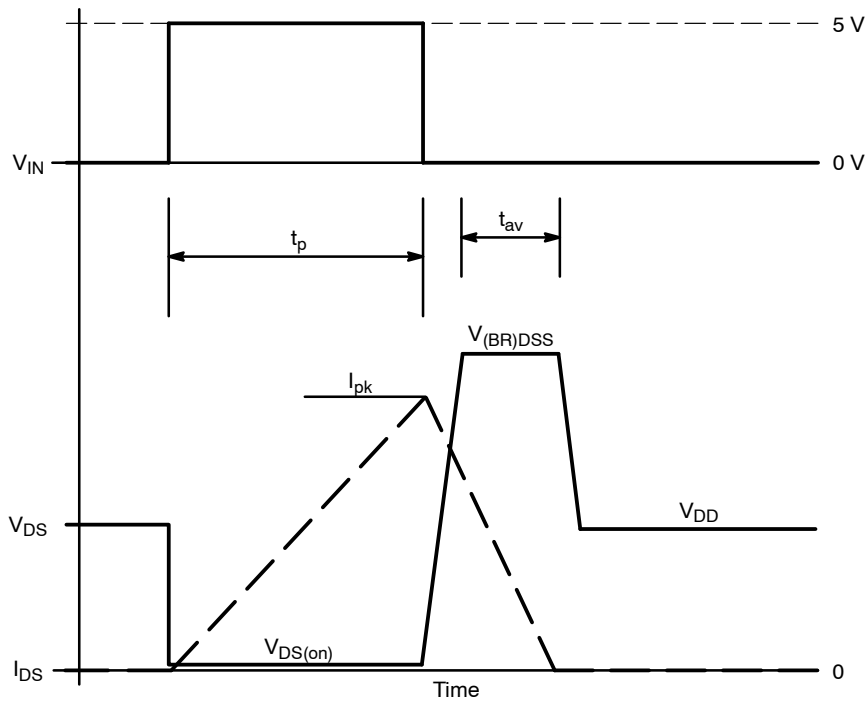 5 V
V_IN
0 V
t_p
t_av
V_(BR)DSS
I_pk
V_DS
V_DD
V_DS(on)
I_DS
0
Time